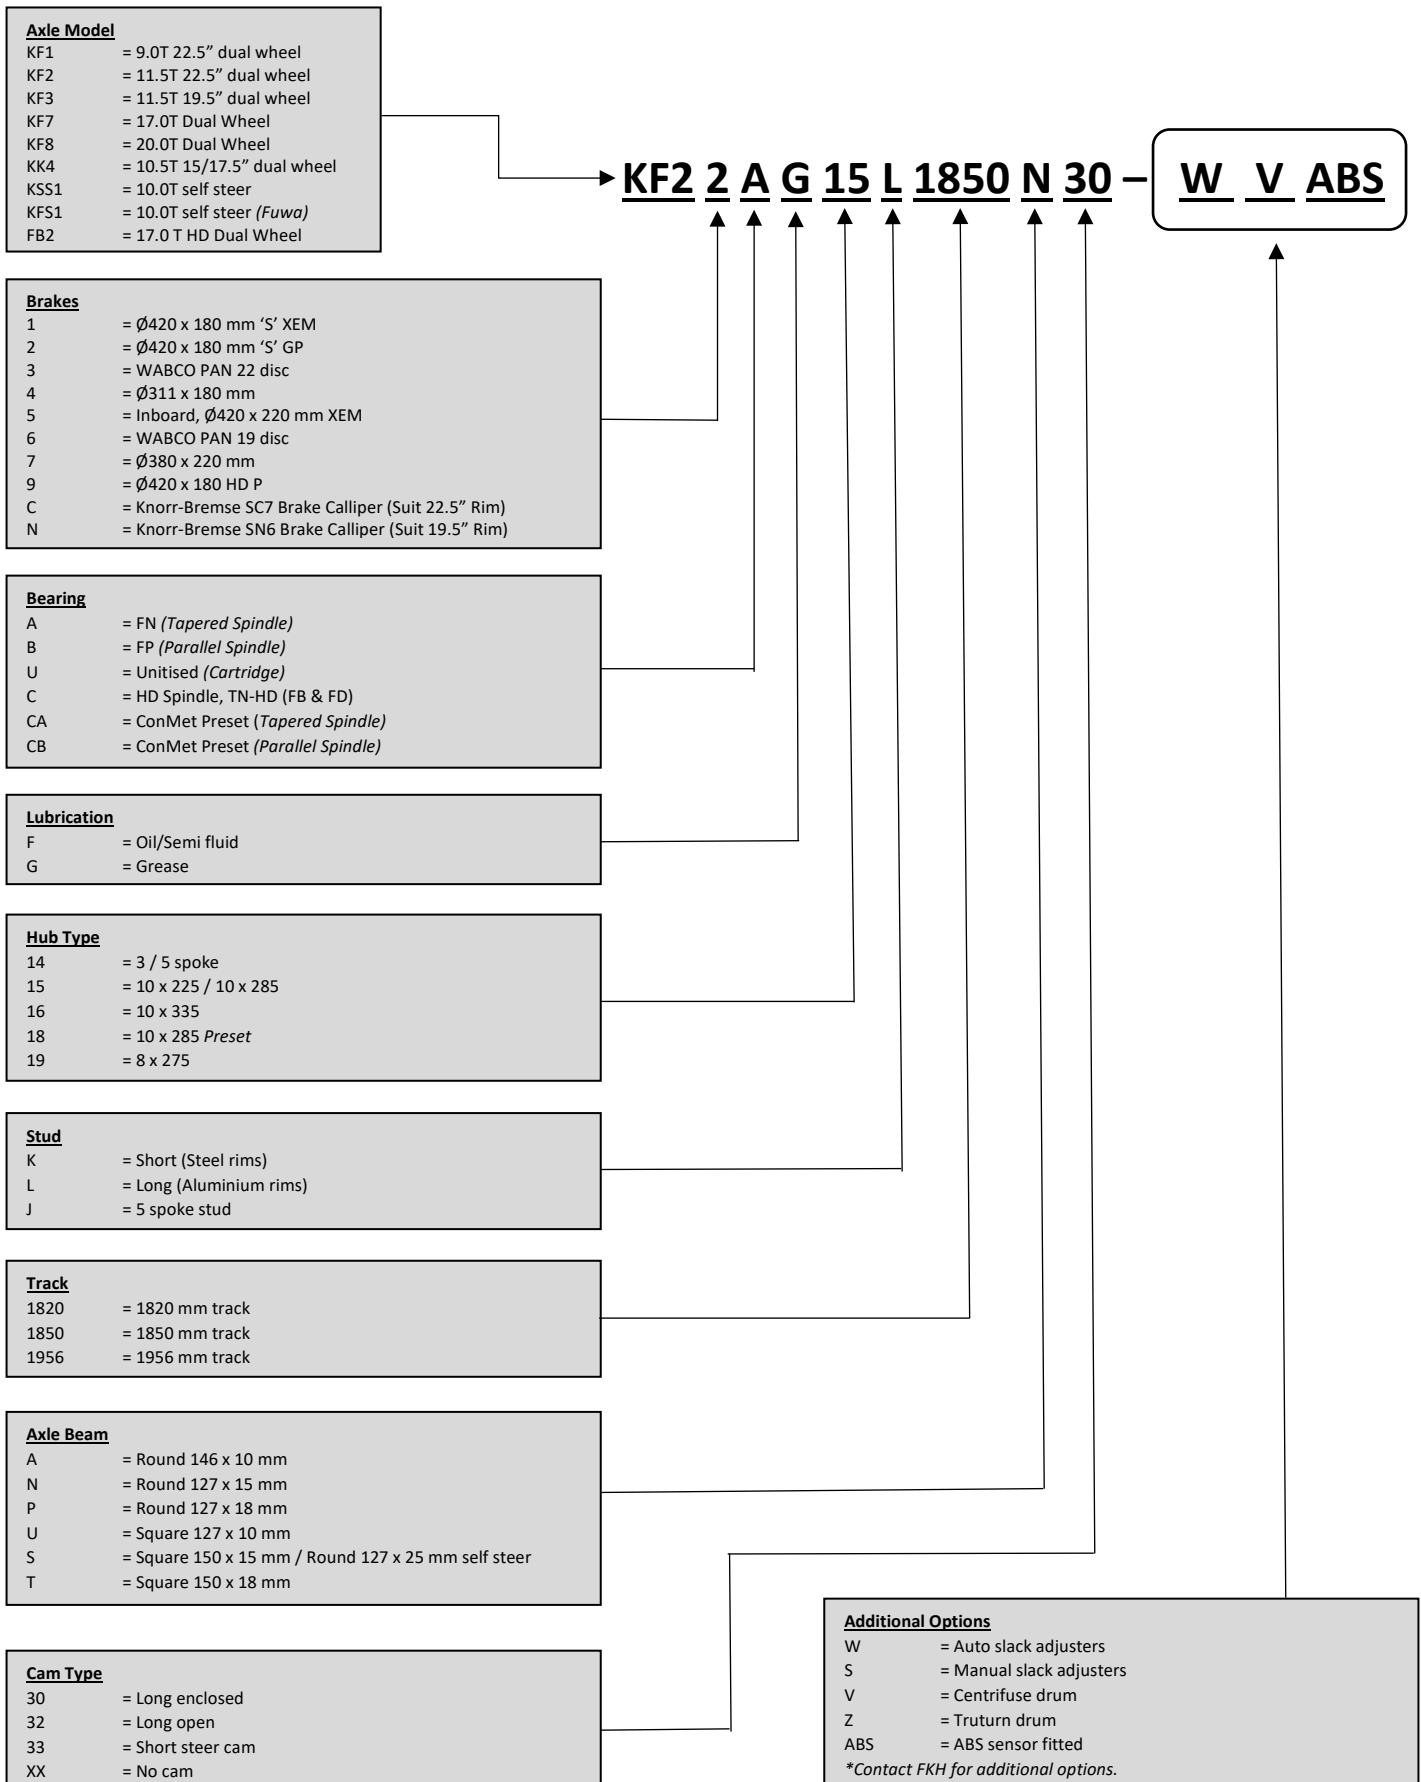 Axle Model
KF1 = 9.0T 22.5” dual wheel
KF2 = 11.5T 22.5” dual wheel
KF3 = 11.5T 19.5” dual wheel
KF7 = 17.0T Dual Wheel
KF8 = 20.0T Dual Wheel
KK4 = 10.5T 15/17.5” dual wheel
KSS1 = 10.0T self steer
KFS1 = 10.0T self steer (Fuwa)
FB2 = 17.0 T HD Dual Wheel
KF2 2 A G 15 L 1850 N 30 – W V ABS
Brakes
1 = Ø420 x 180 mm ‘S’ XEM
2 = Ø420 x 180 mm ‘S’ GP
3 = WABCO PAN 22 disc
4 = Ø311 x 180 mm
5 = Inboard, Ø420 x 220 mm XEM
6 = WABCO PAN 19 disc
7 = Ø380 x 220 mm
9 = Ø420 x 180 HD P
C = Knorr-Bremse SC7 Brake Calliper (Suit 22.5” Rim)
N = Knorr-Bremse SN6 Brake Calliper (Suit 19.5” Rim)
Bearing
A = FN (Tapered Spindle)
B = FP (Parallel Spindle)
U = Unitised (Cartridge)
C = HD Spindle, TN-HD (FB & FD)
CA = ConMet Preset (Tapered Spindle)
CB = ConMet Preset (Parallel Spindle)
Lubrication
F = Oil/Semi fluid
G = Grease
Hub Type
14 = 3 / 5 spoke
15 = 10 x 225 / 10 x 285
16 = 10 x 335
18 = 10 x 285 Preset
19 = 8 x 275
Stud
K = Short (Steel rims)
L = Long (Aluminium rims)
J = 5 spoke stud
Track
1820 = 1820 mm track
1850 = 1850 mm track
1956 = 1956 mm track
Axle Beam
A = Round 146 x 10 mm
N = Round 127 x 15 mm
P = Round 127 x 18 mm
U = Square 127 x 10 mm
S = Square 150 x 15 mm / Round 127 x 25 mm self steer
T = Square 150 x 18 mm
Cam Type
30 = Long enclosed
32 = Long open
33 = Short steer cam
XX = No cam
Additional Options
W = Auto slack adjusters
S = Manual slack adjusters
V = Centrifuse drum
Z = Truturn drum
ABS = ABS sensor fitted
*Contact FKH for additional options.